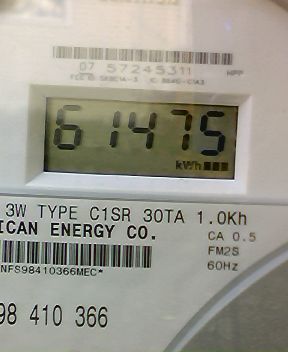 07 57245311
61475
kWh
3W TYPE C1SR 30TA 1.0Kh
ICAN ENERGY CO.
CA 0.5
FM2S
60Hz
NFS98410366MEC*
98 410 366